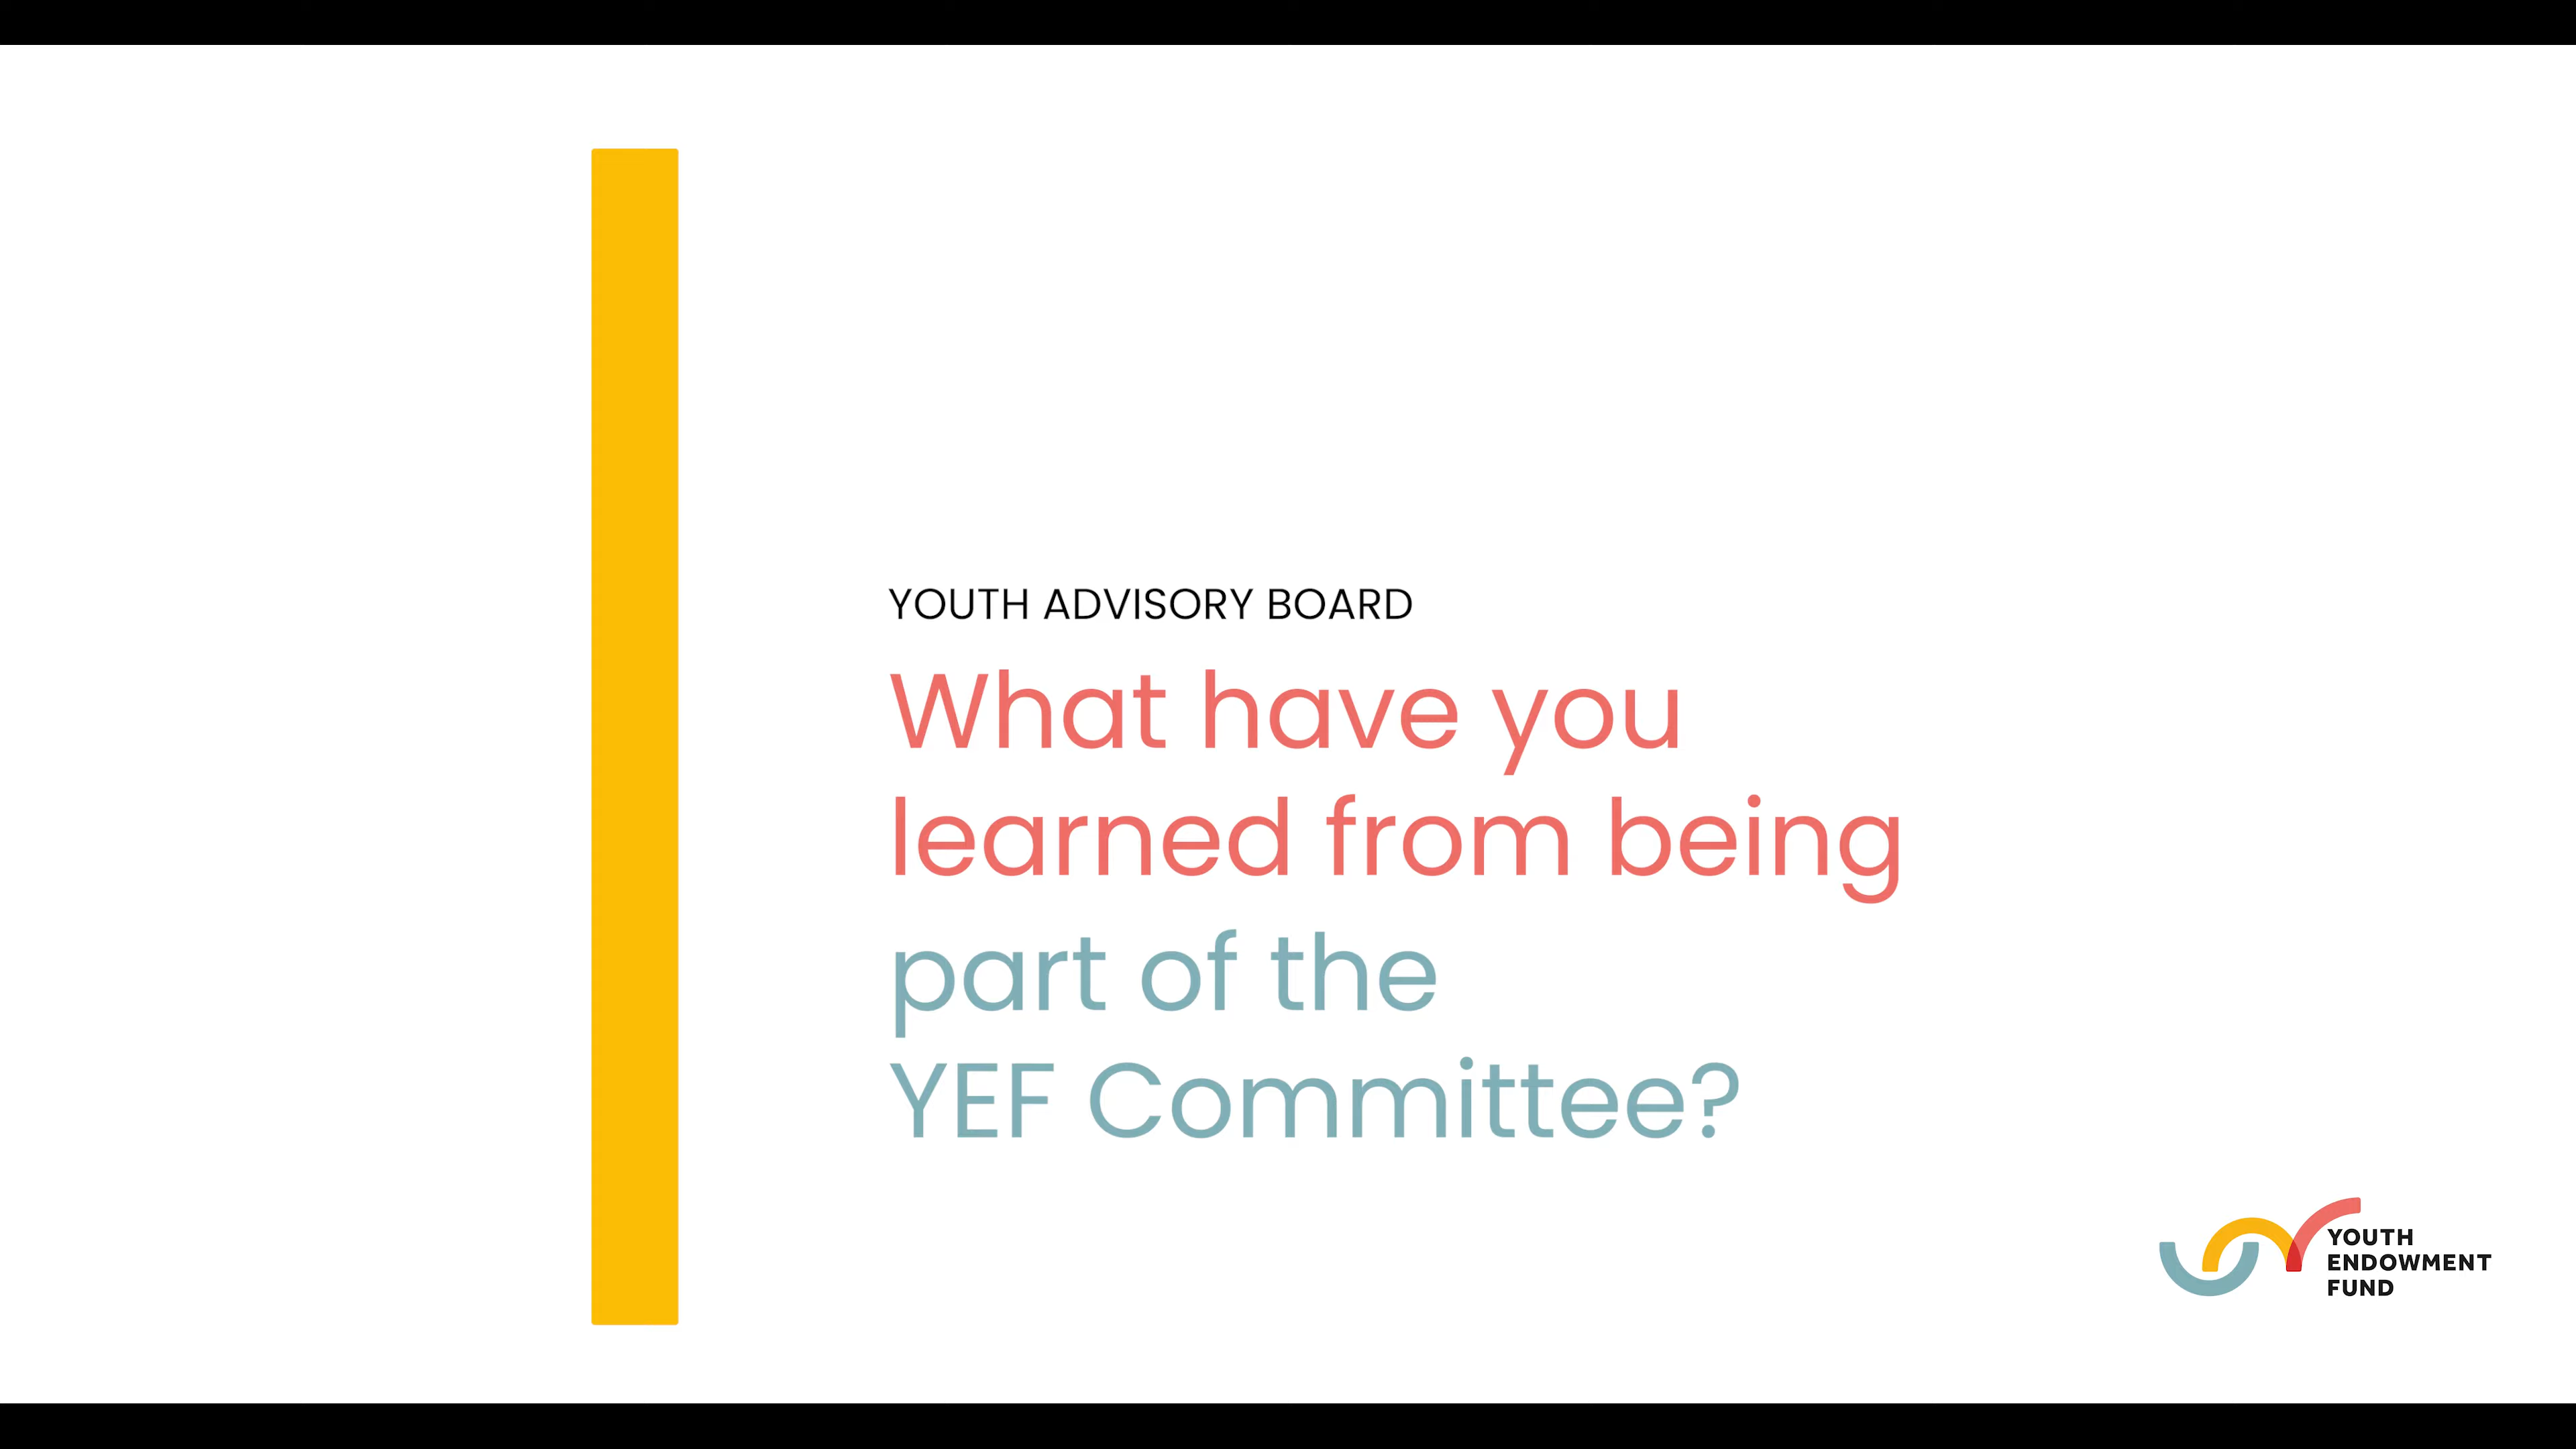 YOUTH ADVISORY BOARD
What have you
learned from being
part of the
YEF Committee?
YOUTH
ENDOWMENT
FUND